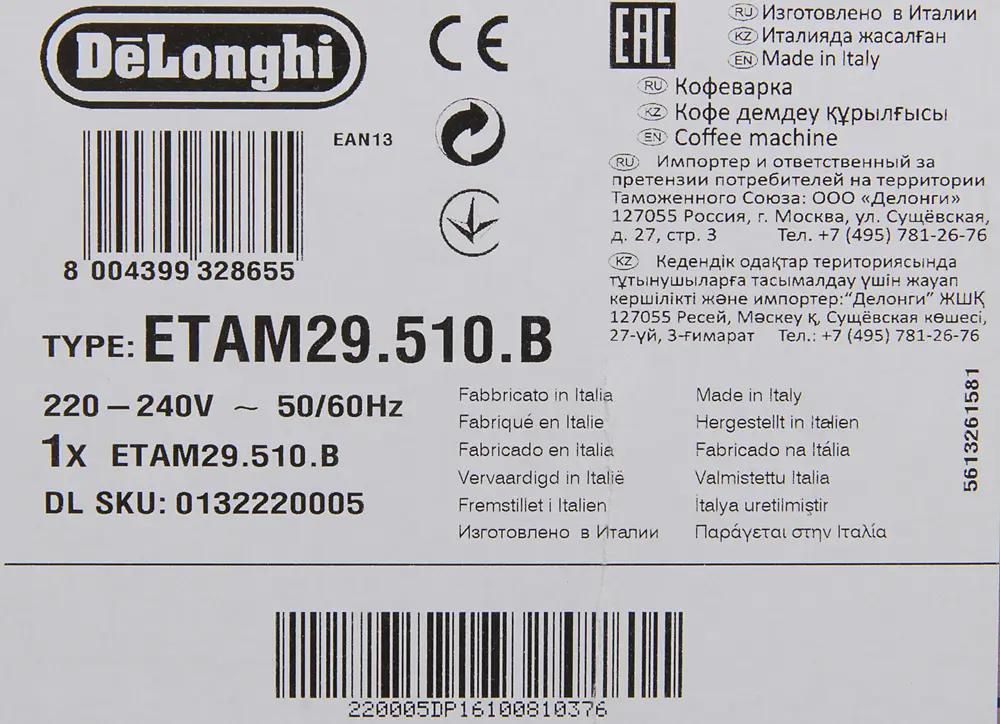 DēLonghi
CE
EAC
RU Изготовлено в Италии
KZ Италияда жасалған
EN Made in Italy
RU Кофеварка
KZ Кофе демдеу құрылғысы
EN Coffee machine
RU Импортер и ответственный за
претензии потребителей на территории
Таможенного Союза: ООО «Делонги»
127055 Россия, г. Москва, ул. Сущёвская,
д. 27, стр. 3 Тел. +7 (495) 781-26-76
KZ Кедендік одақтар териториясында
тұтынушыларға тасымалдау үшін жауап
кершілікті және импортер:"Делонги" ЖШҚ
127055 Ресей, Мәскеу қ, Сущёвская көшесі,
27-үй, 3-ғимарат Тел.: +7 (495) 781-26-76
EAN13
8 004399 328655
TYPE: ETAM29.510.B
220 – 240V ~ 50/60Hz
1x ETAM29.510.B
DL SKU: 0132220005
Fabbricato in Italia
Fabriqué en Italie
Fabricado en Italia
Vervaardigd in Italië
Fremstillet i Italien
Изготовлено в Италии
Made in Italy
Hergestellt in Italien
Fabricado na Itália
Valmistettu Italia
İtalya uretilmiştir
Παράγεται στην Ιταλία
5613261581
220005DP16100810376